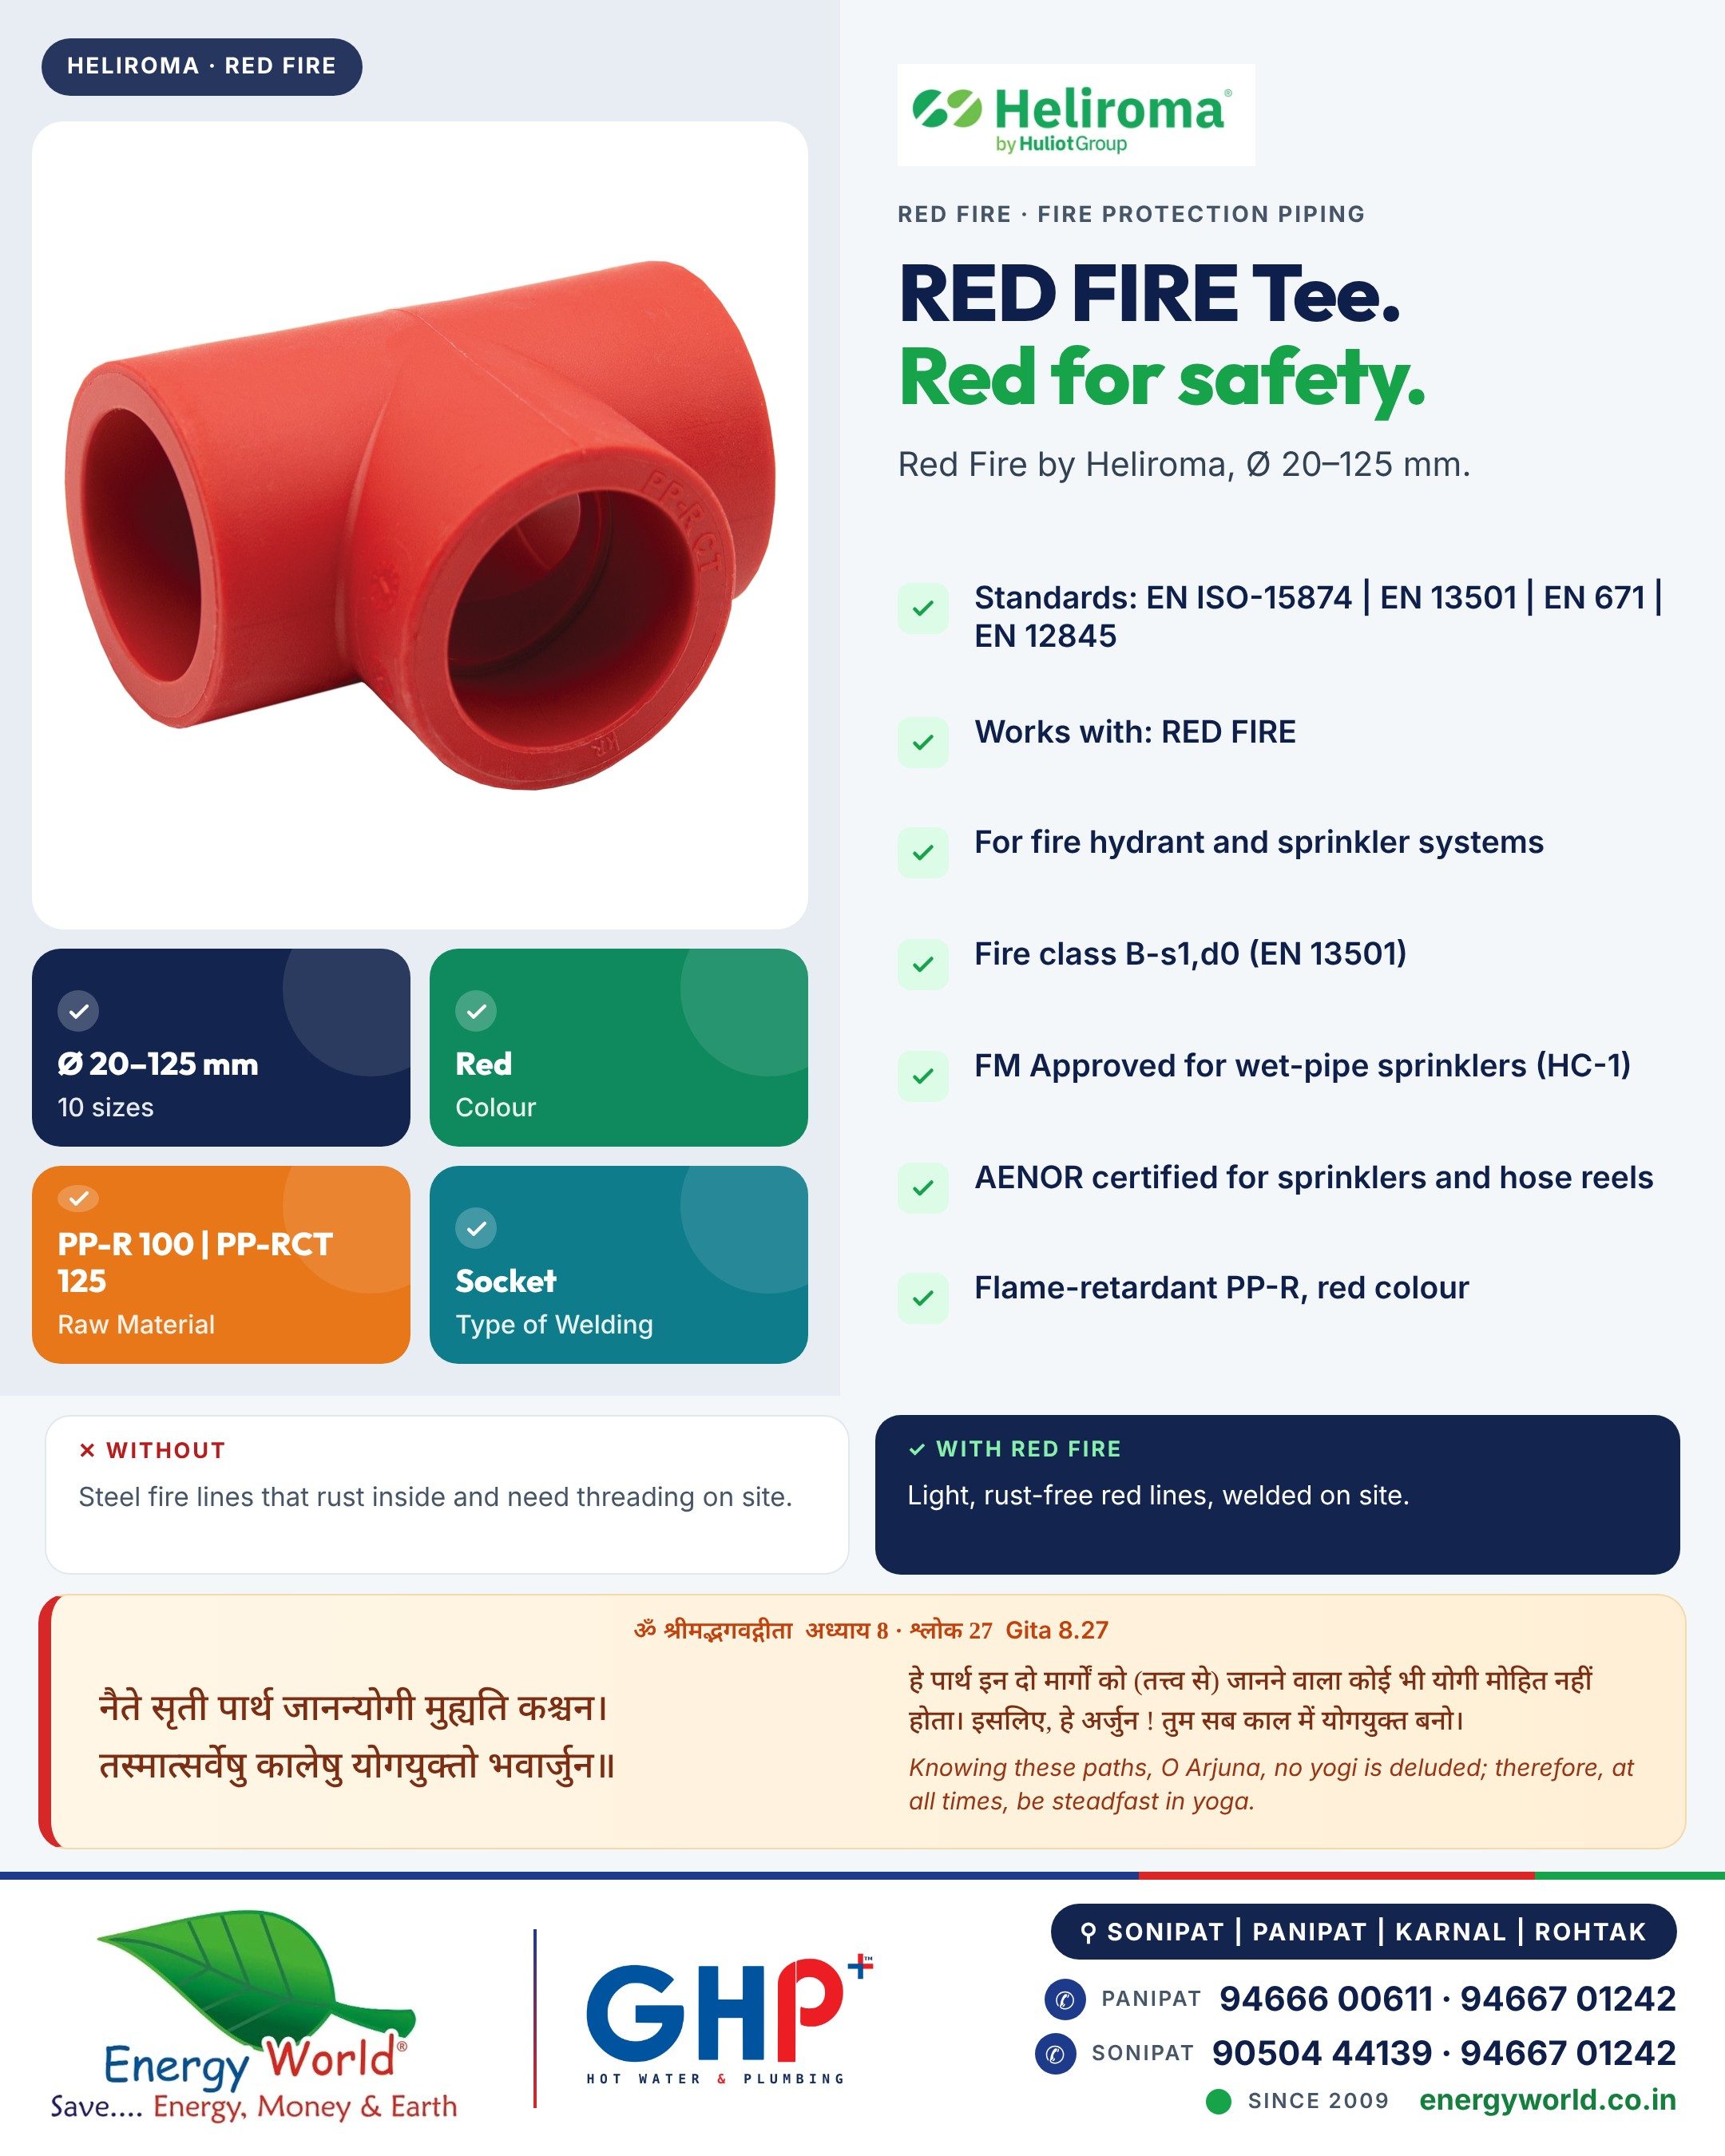 HELIROMA · RED FIRE
Heliroma®
by Huliot Group
RED FIRE · FIRE PROTECTION PIPING
RED FIRE Tee.
Red for safety.
Red Fire by Heliroma, Ø 20–125 mm.
PP-R CT
Standards: EN ISO-15874 | EN 13501 | EN 671 |
EN 12845
Works with: RED FIRE
For fire hydrant and sprinkler systems
Fire class B-s1,d0 (EN 13501)
FM Approved for wet-pipe sprinklers (HC-1)
AENOR certified for sprinklers and hose reels
Flame-retardant PP-R, red colour
Ø 20–125 mm
10 sizes
Red
Colour
PP-R 100 | PP-RCT
125
Raw Material
Socket
Type of Welding
✕ WITHOUT
Steel fire lines that rust inside and need threading on site.
✓ WITH RED FIRE
Light, rust-free red lines, welded on site.
ॐ श्रीमद्भगवद्गीता अध्याय 8 · श्लोक 27 Gita 8.27
नैते सृती पार्थ जानन्योगी मुह्यति कश्चन।
तस्मात्सर्वेषु कालेषु योगयुक्तो भवार्जुन॥
हे पार्थ इन दो मार्गों को (तत्त्व से) जानने वाला कोई भी योगी मोहित नहीं
होता। इसलिए, हे अर्जुन ! तुम सब काल में योगयुक्त बनो।
Knowing these paths, O Arjuna, no yogi is deluded; therefore, at
all times, be steadfast in yoga.
Energy World®
Save.... Energy, Money & Earth
GHP+™
HOT WATER & PLUMBING
SONIPAT | PANIPAT | KARNAL | ROHTAK
PANIPAT 94666 00611 · 94667 01242
SONIPAT 90504 44139 · 94667 01242
SINCE 2009 energyworld.co.in